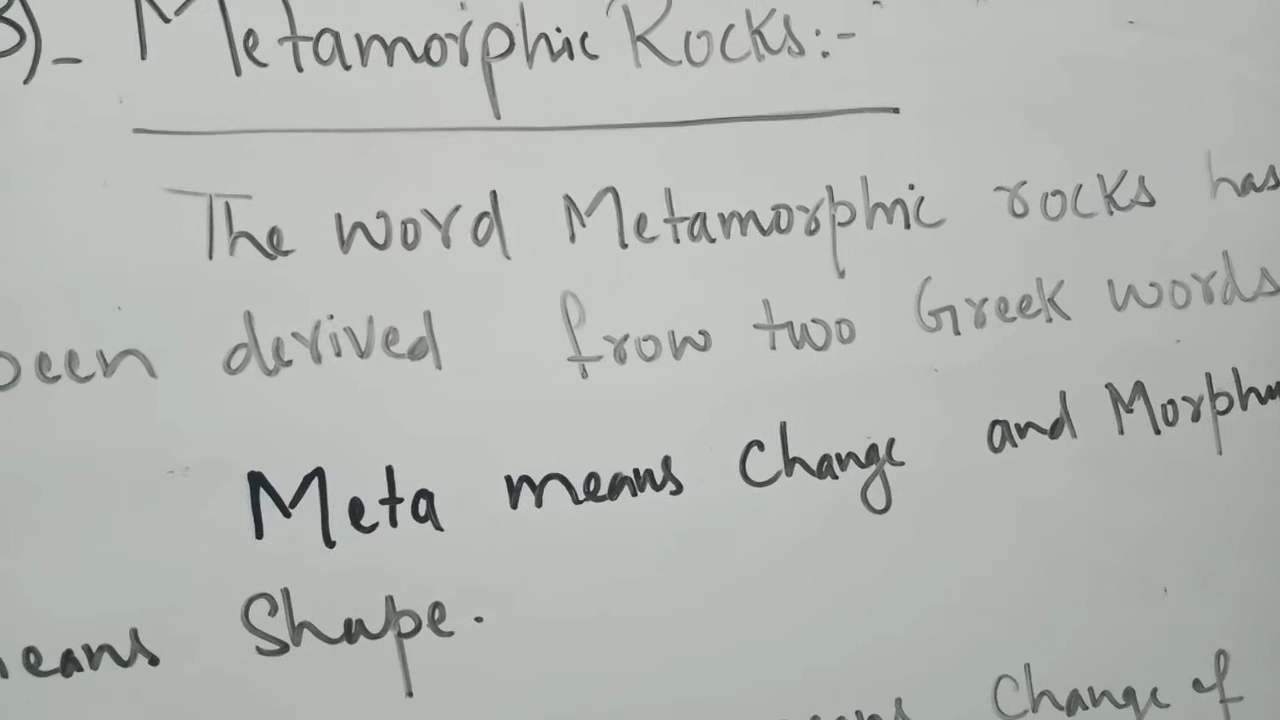 3)- Metamorphic Rocks:-
The word Metamorphic rocks has
been derived from two Greek words
Meta means Change and
means Shape.
Change of